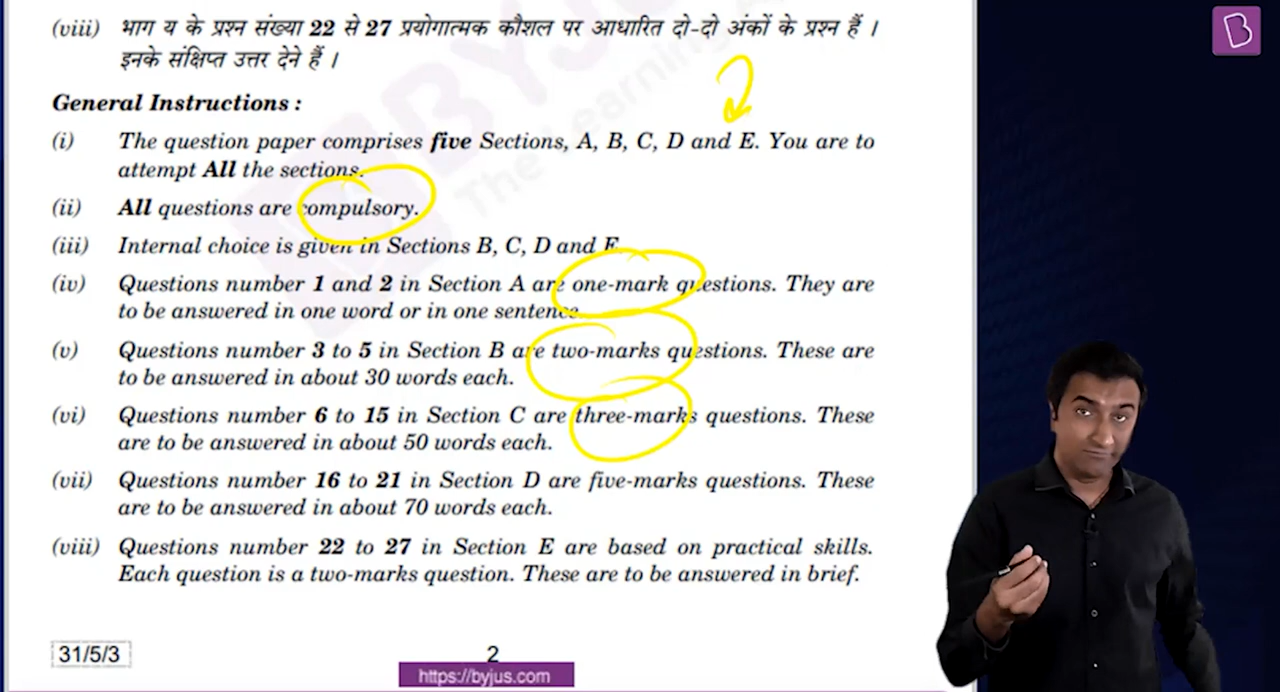 (viii) भाग य के प्रश्न संख्या 22 से 27 प्रयोगात्मक कौशल पर आधारित दो-दो अंकों के प्रश्न हैं ।
इनके संक्षिप्त उत्तर देने हैं ।
General Instructions :
(i) The question paper comprises five Sections, A, B, C, D and E. You are to
attempt All the sections.
(ii) All questions are compulsory.
(iii) Internal choice is given in Sections B, C, D and E.
(iv) Questions number 1 and 2 in Section A are one-mark questions. They are
to be answered in one word or in one sentence.
(v) Questions number 3 to 5 in Section B are two-marks questions. These are
to be answered in about 30 words each.
(vi) Questions number 6 to 15 in Section C are three-marks questions. These
are to be answered in about 50 words each.
(vii) Questions number 16 to 21 in Section D are five-marks questions. These
are to be answered in about 70 words each.
(viii) Questions number 22 to 27 in Section E are based on practical skills.
Each question is a two-marks question. These are to be answered in brief.
31/5/3 2
https://byjus.com
B
BYJU
The Learning